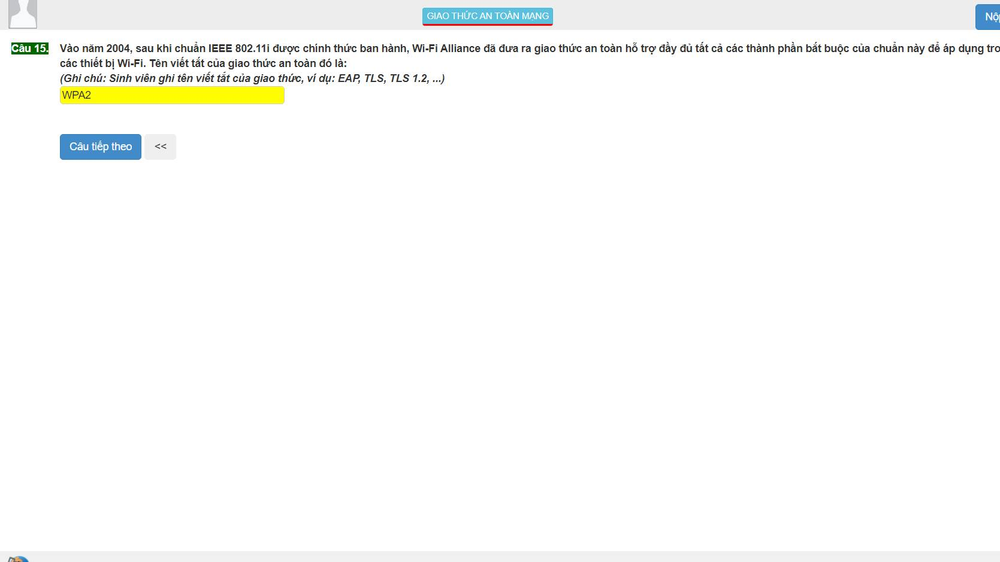 GIAO THỨC AN TOÀN MẠNG
Câu 15. Vào năm 2004, sau khi chuẩn IEEE 802.11i được chính thức ban hành, Wi-Fi Alliance đã đưa ra giao thức an toàn hỗ trợ đầy đủ tất cả các thành phần bắt buộc của chuẩn này để áp dụng
các thiết bị Wi-Fi. Tên viết tắt của giao thức an toàn đó là:
(Ghi chú: Sinh viên ghi tên viết tắt của giao thức, ví dụ: EAP, TLS, TLS 1.2, ...)
WPA2
Câu tiếp theo <<